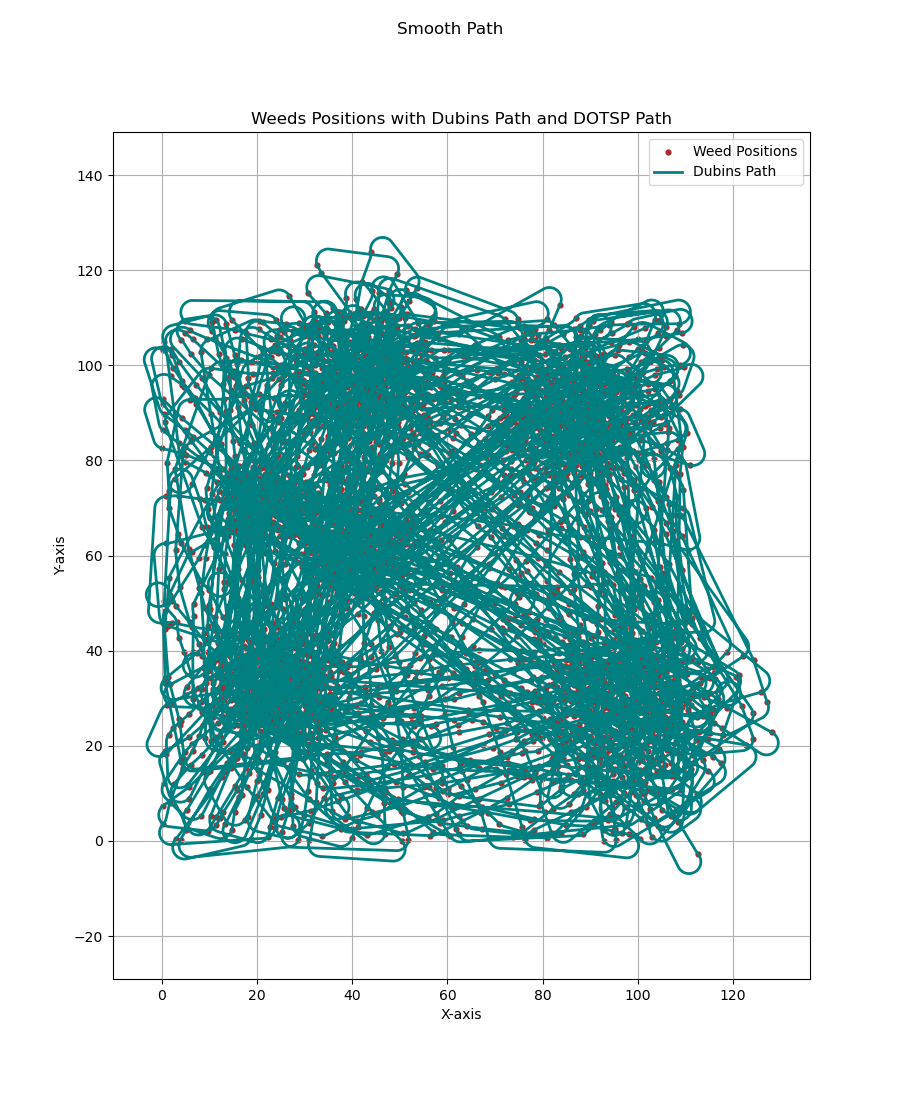 Smooth Path
Weeds Positions with Dubins Path and DOTSP Path
Weed Positions
Dubins Path
140
120
100
80
60
40
20
0
−20
Y-axis
0 20 40 60 80 100 120
X-axis